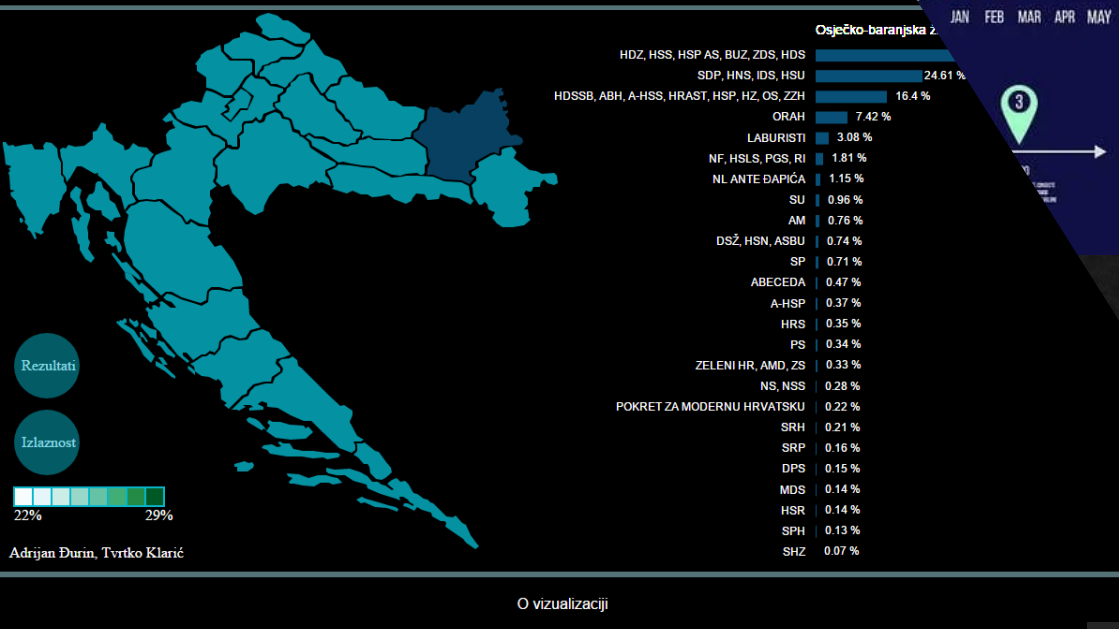 JAN FEB MAR APR MAY
Osječko-baranjska
HDZ, HSS, HSP AS, BUZ, ZDS, HDS
SDP, HNS, IDS, HSU 24.61 %
HDSSB, ABH, A-HSS, HRAST, HSP, HZ, OS, ZZH 16.4 %
3
ORAH 7.42 %
LABURISTI 3.08 %
NF, HSLS, PGS, RI 1.81 %
NL ANTE ĐAPIĆA 1.15 %
SU 0.96 %
AM 0.76 %
DSŽ, HSN, ASBU 0.74 %
SP 0.71 %
ABECEDA 0.47 %
A-HSP 0.37 %
HRS 0.35 %
PS 0.34 %
ZELENI HR, AMD, ZS 0.33 %
NS, NSS 0.28 %
POKRET ZA MODERNU HRVATSKU 0.22 %
SRH 0.21 %
SRP 0.16 %
DPS 0.15 %
MDS 0.14 %
HSR 0.14 %
SPH 0.13 %
SHZ 0.07 %
Rezultati
Izlaznost
22% 29%
Adrijan Đurin, Tvrtko Klarić
O vizualizaciji